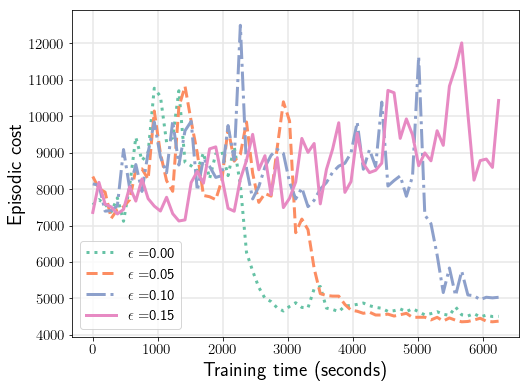 12000
11000
10000
9000
8000
7000
6000
5000
4000
Episodic cost
ϵ =0.00
ϵ =0.05
ϵ =0.10
ϵ =0.15
0 1000 2000 3000 4000 5000 6000
Training time (seconds)